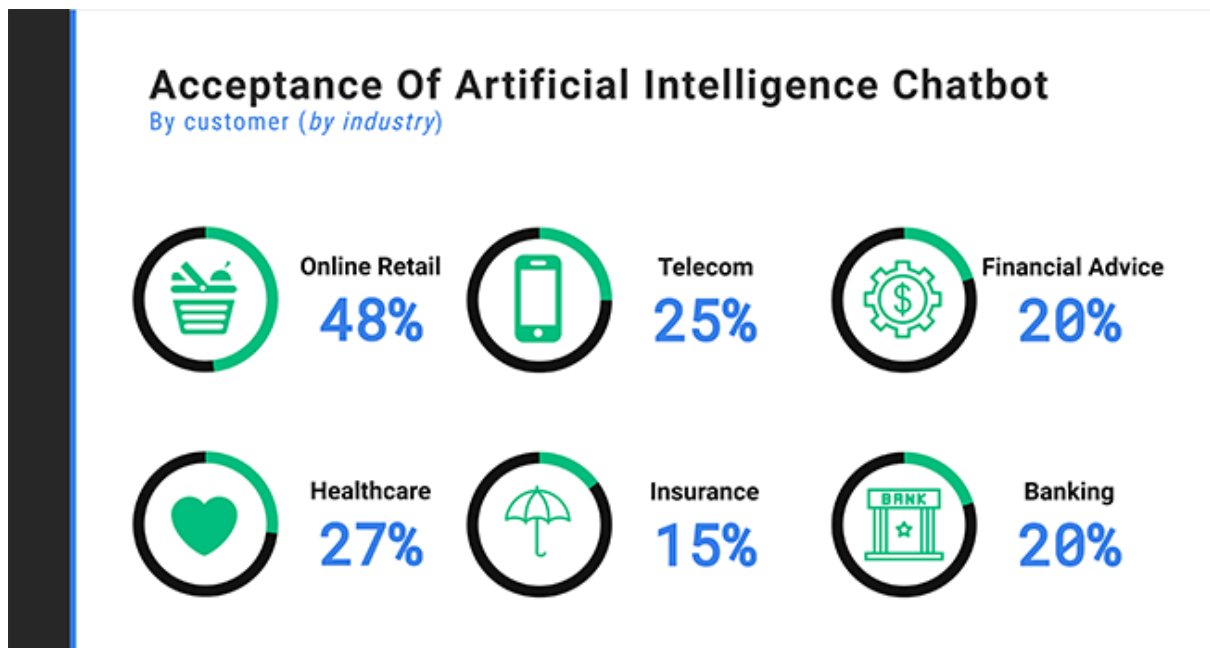 Acceptance Of Artificial Intelligence Chatbot
By customer (by industry)
Online Retail
48%
Telecom
25%
Financial Advice
20%
Healthcare
27%
Insurance
15%
BANK
Banking
20%